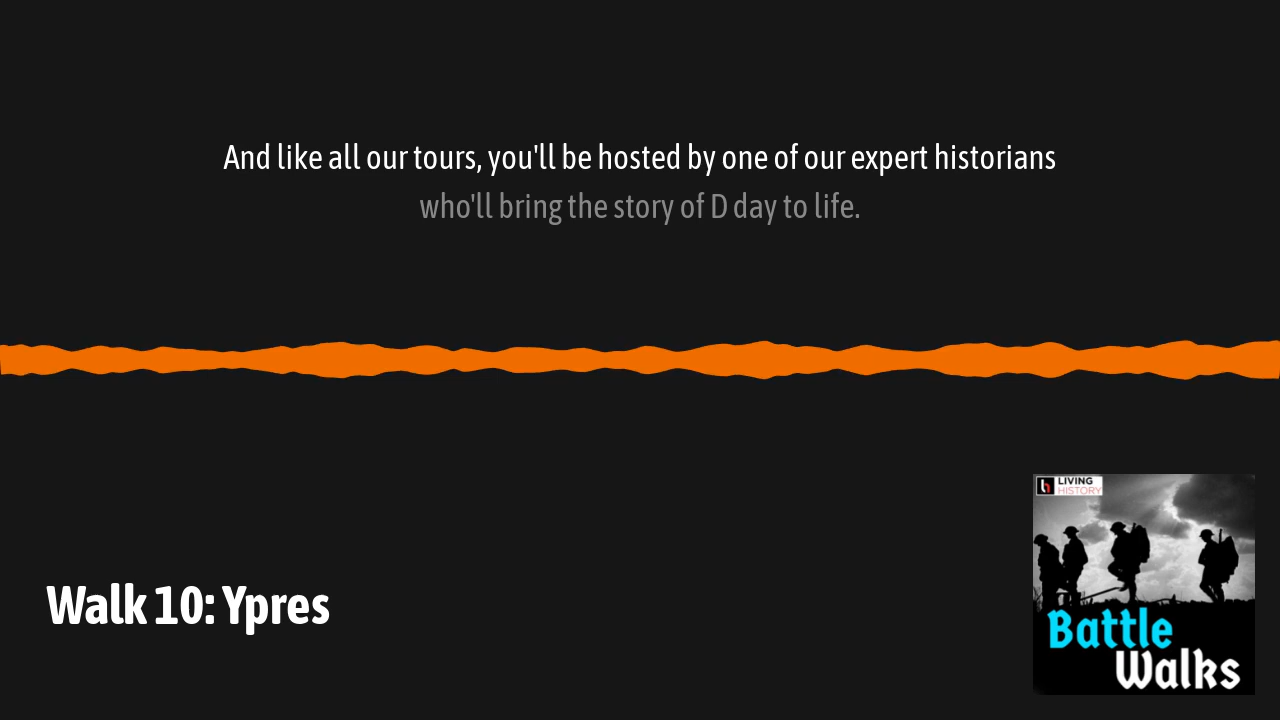 And like all our tours, you'll be hosted by one of our expert historians
who'll bring the story of D day to life.
LIVING
HISTORY
Walk 10: Ypres
Battle
Walks